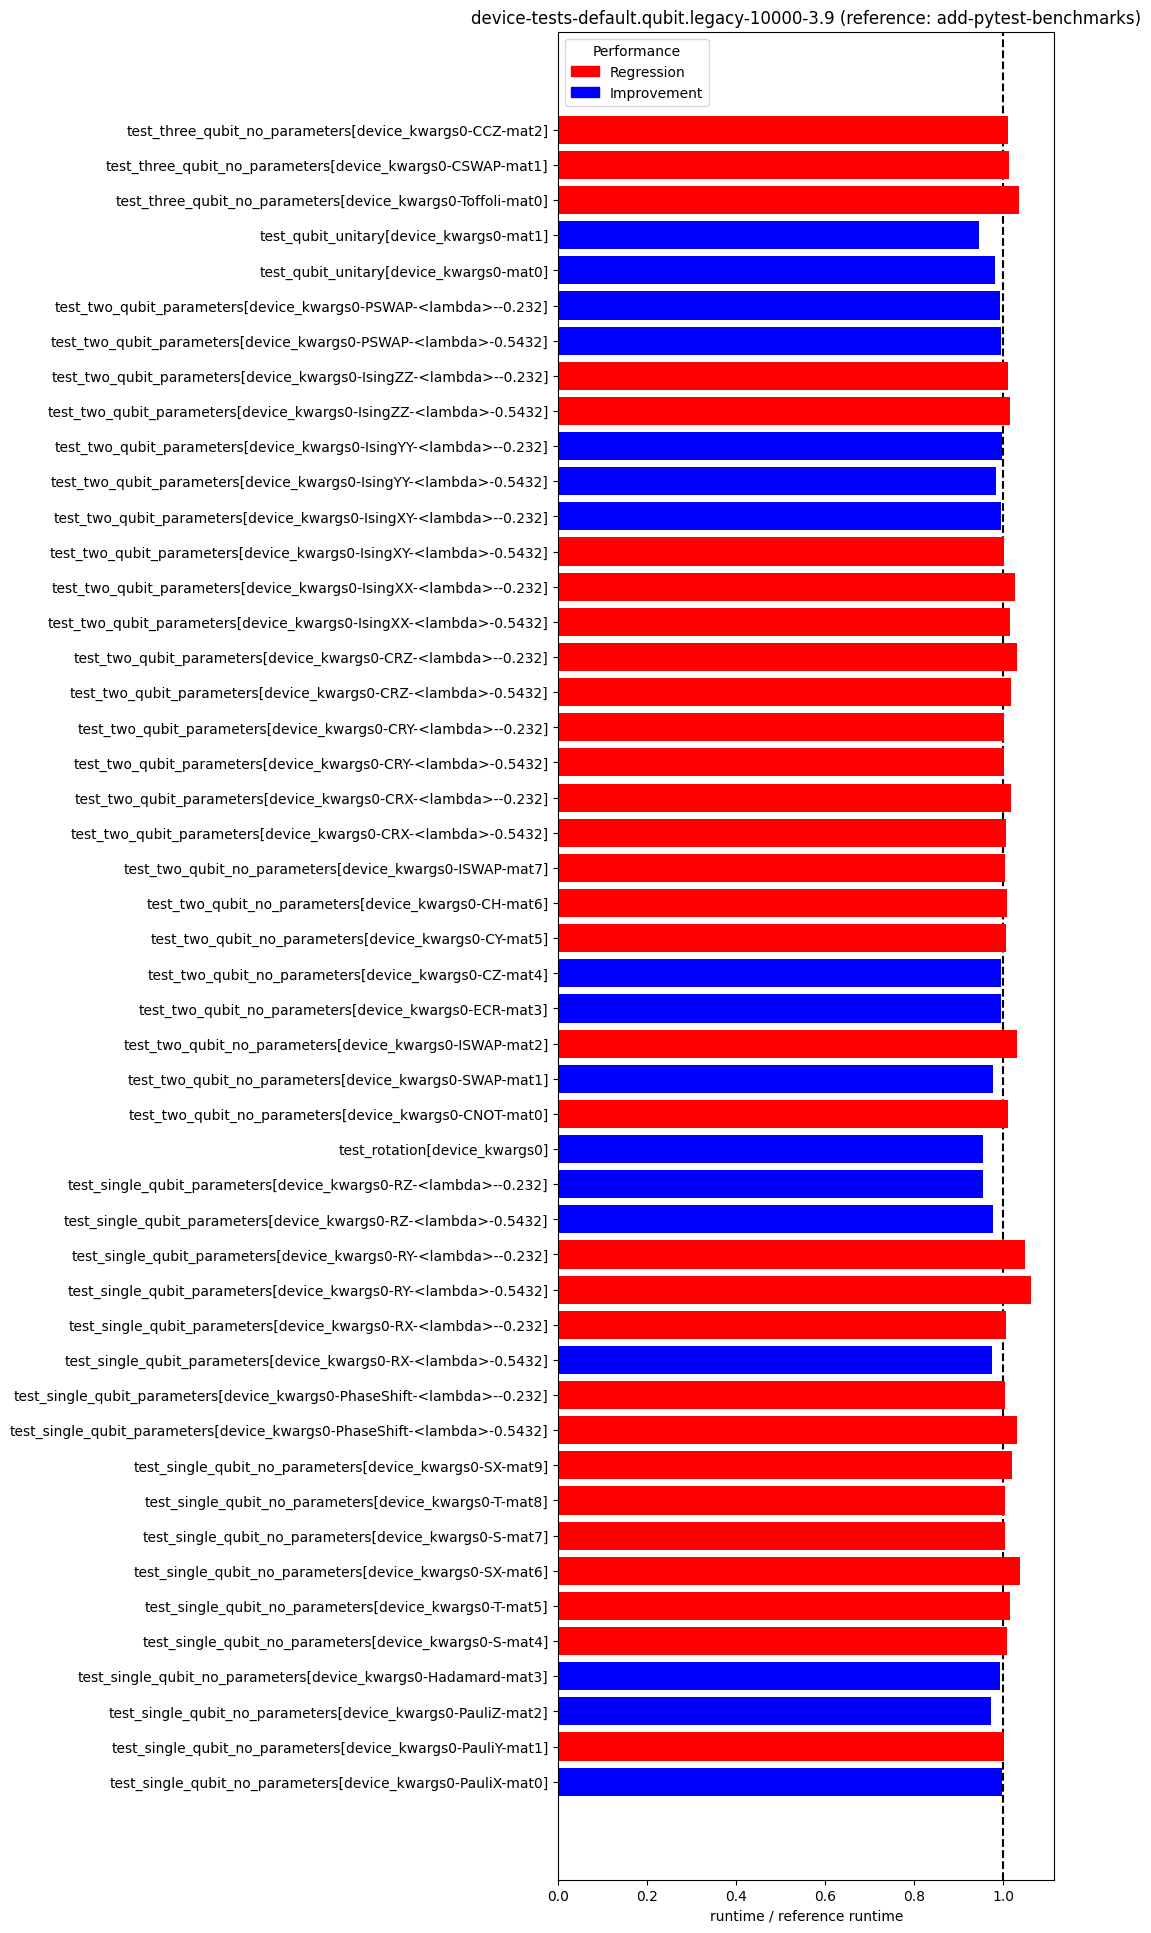 device-tests-default.qubit.legacy-10000-3.9 (reference: add-pytest-benchmarks)
Performance
Regression
Improvement
test_three_qubit_no_parameters[device_kwargs0-CCZ-mat2]
test_three_qubit_no_parameters[device_kwargs0-CSWAP-mat1]
test_three_qubit_no_parameters[device_kwargs0-Toffoli-mat0]
test_qubit_unitary[device_kwargs0-mat1]
test_qubit_unitary[device_kwargs0-mat0]
test_two_qubit_parameters[device_kwargs0-PSWAP-<lambda>--0.232]
test_two_qubit_parameters[device_kwargs0-PSWAP-<lambda>-0.5432]
test_two_qubit_parameters[device_kwargs0-IsingZZ-<lambda>--0.232]
test_two_qubit_parameters[device_kwargs0-IsingZZ-<lambda>-0.5432]
test_two_qubit_parameters[device_kwargs0-IsingYY-<lambda>--0.232]
test_two_qubit_parameters[device_kwargs0-IsingYY-<lambda>-0.5432]
test_two_qubit_parameters[device_kwargs0-IsingXY-<lambda>--0.232]
test_two_qubit_parameters[device_kwargs0-IsingXY-<lambda>-0.5432]
test_two_qubit_parameters[device_kwargs0-IsingXX-<lambda>--0.232]
test_two_qubit_parameters[device_kwargs0-IsingXX-<lambda>-0.5432]
test_two_qubit_parameters[device_kwargs0-CRZ-<lambda>--0.232]
test_two_qubit_parameters[device_kwargs0-CRZ-<lambda>-0.5432]
test_two_qubit_parameters[device_kwargs0-CRY-<lambda>--0.232]
test_two_qubit_parameters[device_kwargs0-CRY-<lambda>-0.5432]
test_two_qubit_parameters[device_kwargs0-CRX-<lambda>--0.232]
test_two_qubit_parameters[device_kwargs0-CRX-<lambda>-0.5432]
test_two_qubit_no_parameters[device_kwargs0-ISWAP-mat7]
test_two_qubit_no_parameters[device_kwargs0-CH-mat6]
test_two_qubit_no_parameters[device_kwargs0-CY-mat5]
test_two_qubit_no_parameters[device_kwargs0-CZ-mat4]
test_two_qubit_no_parameters[device_kwargs0-ECR-mat3]
test_two_qubit_no_parameters[device_kwargs0-ISWAP-mat2]
test_two_qubit_no_parameters[device_kwargs0-SWAP-mat1]
test_two_qubit_no_parameters[device_kwargs0-CNOT-mat0]
test_rotation[device_kwargs0]
test_single_qubit_parameters[device_kwargs0-RZ-<lambda>--0.232]
test_single_qubit_parameters[device_kwargs0-RZ-<lambda>-0.5432]
test_single_qubit_parameters[device_kwargs0-RY-<lambda>--0.232]
test_single_qubit_parameters[device_kwargs0-RY-<lambda>-0.5432]
test_single_qubit_parameters[device_kwargs0-RX-<lambda>--0.232]
test_single_qubit_parameters[device_kwargs0-RX-<lambda>-0.5432]
test_single_qubit_parameters[device_kwargs0-PhaseShift-<lambda>--0.232]
test_single_qubit_parameters[device_kwargs0-PhaseShift-<lambda>-0.5432]
test_single_qubit_no_parameters[device_kwargs0-SX-mat9]
test_single_qubit_no_parameters[device_kwargs0-T-mat8]
test_single_qubit_no_parameters[device_kwargs0-S-mat7]
test_single_qubit_no_parameters[device_kwargs0-SX-mat6]
test_single_qubit_no_parameters[device_kwargs0-T-mat5]
test_single_qubit_no_parameters[device_kwargs0-S-mat4]
test_single_qubit_no_parameters[device_kwargs0-Hadamard-mat3]
test_single_qubit_no_parameters[device_kwargs0-PauliZ-mat2]
test_single_qubit_no_parameters[device_kwargs0-PauliY-mat1]
test_single_qubit_no_parameters[device_kwargs0-PauliX-mat0]
0.0 0.2 0.4 0.6 0.8 1.0
runtime / reference runtime